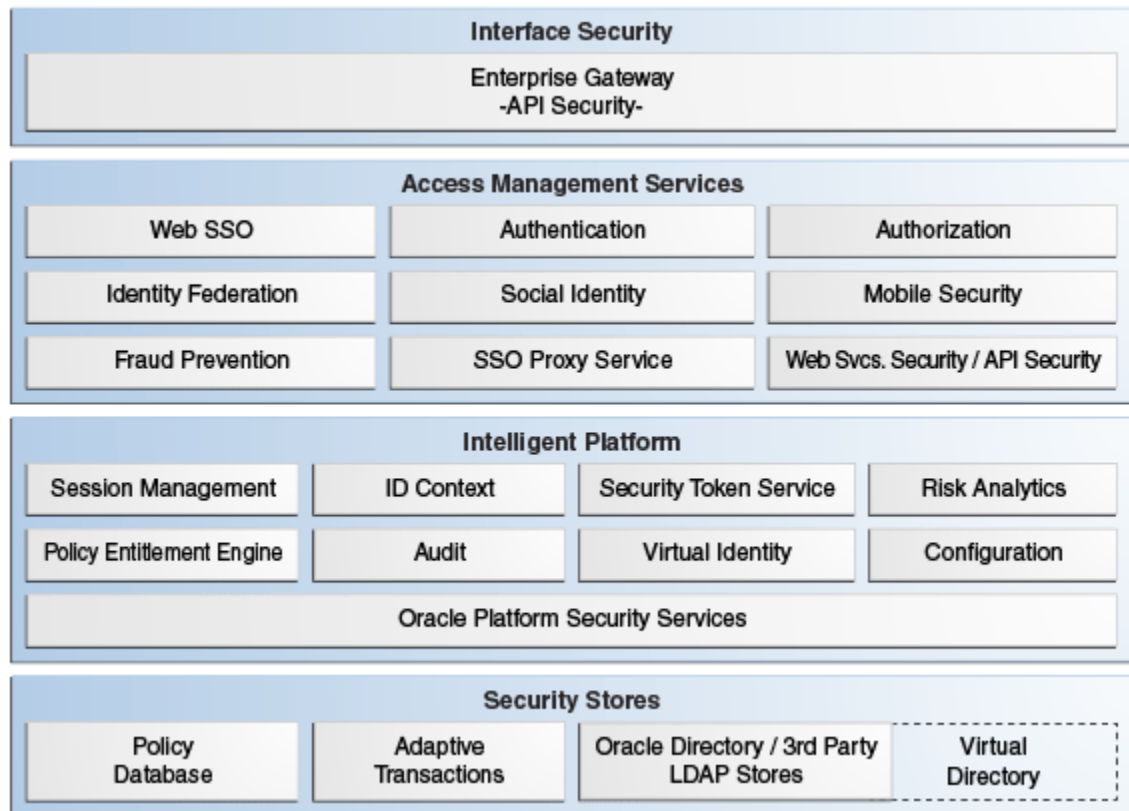 Interface Security
Enterprise Gateway
-API Security-
Access Management Services
Web SSO
Authentication
Authorization
Identity Federation
Social Identity
Mobile Security
Fraud Prevention
SSO Proxy Service
Web Svcs. Security / API Security
Intelligent Platform
Session Management
ID Context
Security Token Service
Risk Analytics
Policy Entitlement Engine
Audit
Virtual Identity
Configuration
Oracle Platform Security Services
Security Stores
Policy
Database
Adaptive
Transactions
Oracle Directory / 3rd Party
LDAP Stores
Virtual
Directory